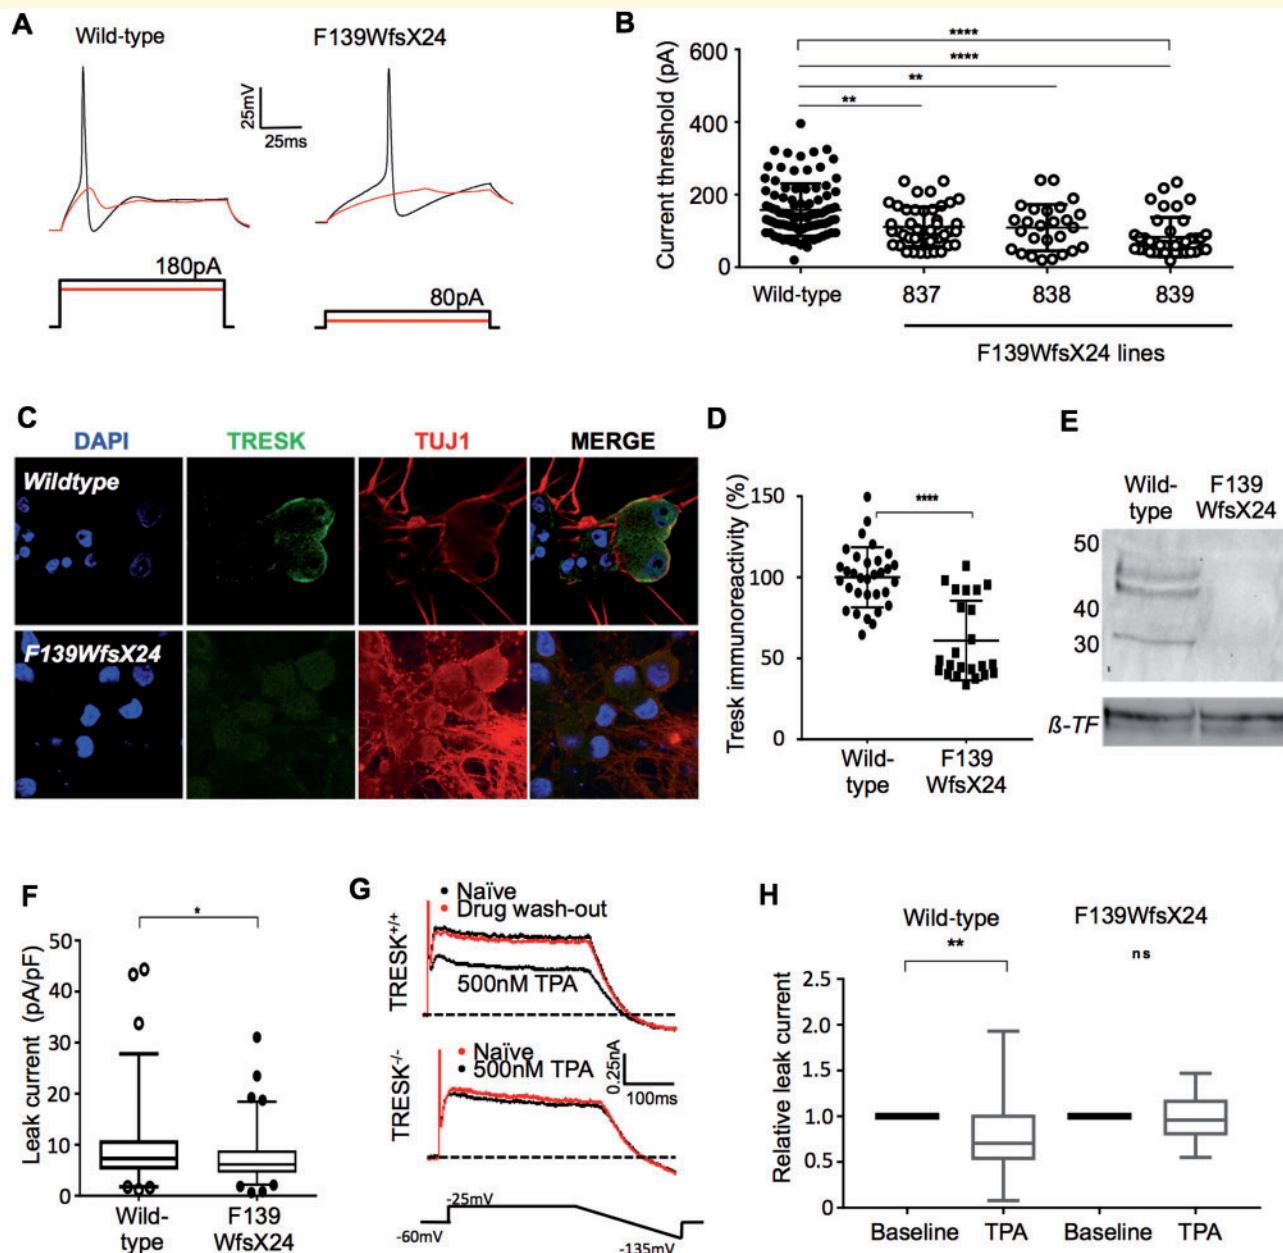 A
Wild-type
F139WfsX24
25mV
25ms
180pA
80pA
B
Current threshold (pA)
600
400
200
0
****
****
**
**
Wild-type
837
838
839
F139WfsX24 lines
C
DAPI
TRESK
TUJ1
MERGE
Wildtype
F139WfsX24
D
Tresk immunoreactivity (%)
150
100
50
0
****
Wild-
type
F139
WfsX24
E
Wild-
type
F139
WfsX24
50
40
30
ß-TF
F
Leak current (pA/pF)
50
40
30
20
10
0
*
Wild-
type
F139
WfsX24
G
Naïve
Drug wash-out
TRESK+/+
500nM TPA
Naïve
500nM TPA
TRESK-/-
0.25nA
100ms
-25mV
-60mV
-135mV
H
Wild-type
F139WfsX24
**
ns
Relative leak current
2.5
2.0
1.5
1.0
0.5
0
Baseline
TPA
Baseline
TPA